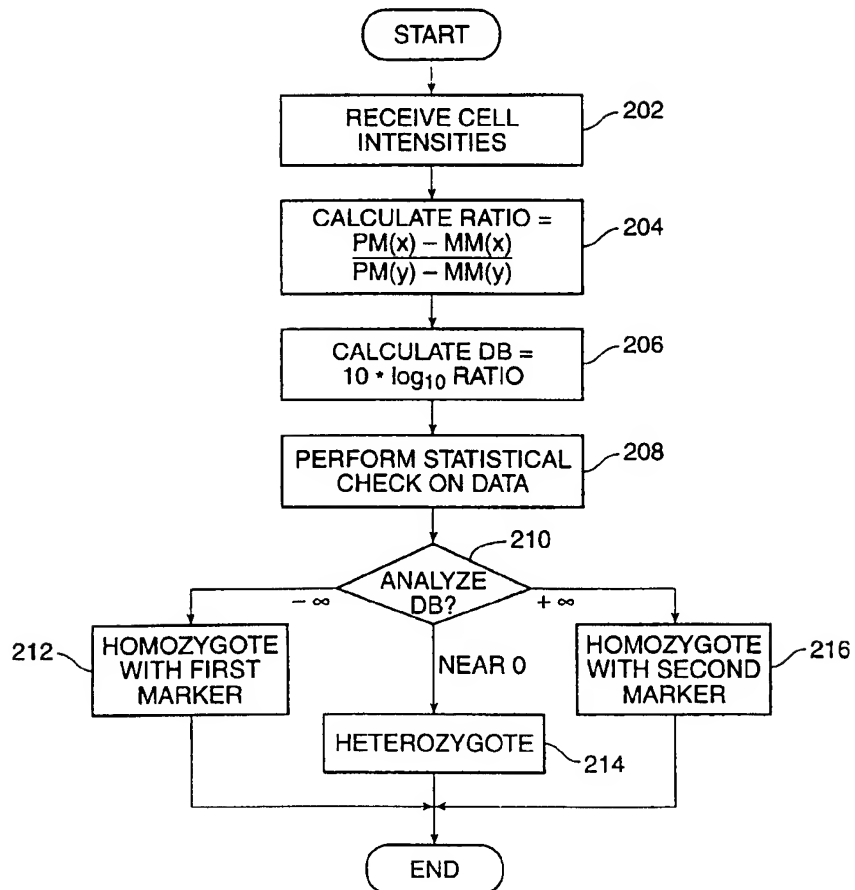 START
RECEIVE CELL
INTENSITIES
202
CALCULATE RATIO =
PM(x) – MM(x)
PM(y) – MM(y)
204
CALCULATE DB =
10 * log₁₀ RATIO
206
PERFORM STATISTICAL
CHECK ON DATA
208
210
ANALYZE
DB?
– ∞
+ ∞
NEAR 0
212
HOMOZYGOTE
WITH FIRST
MARKER
HOMOZYGOTE
WITH SECOND
MARKER
216
HETEROZYGOTE
214
END